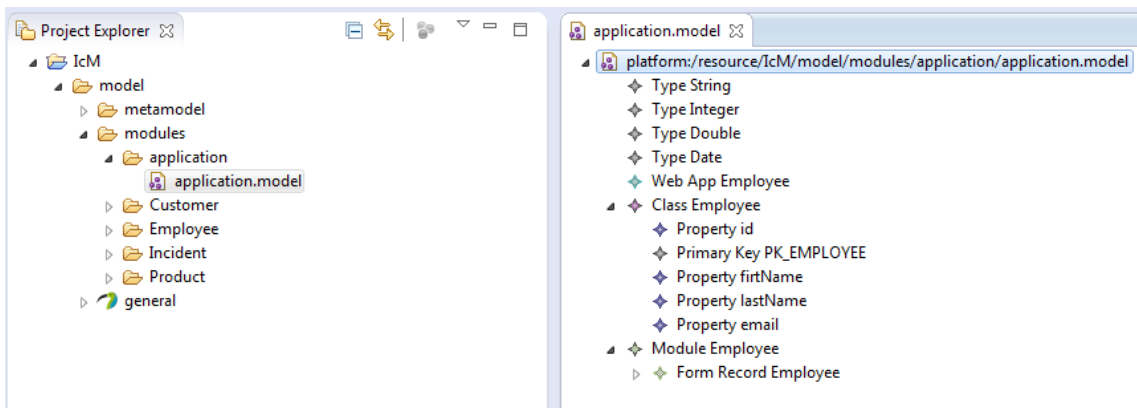 Project Explorer
IcM
model
metamodel
modules
application
application.model
Customer
Employee
Incident
Product
general
application.model
platform:/resource/IcM/model/modules/application/application.model
Type String
Type Integer
Type Double
Type Date
Web App Employee
Class Employee
Property id
Primary Key PK_EMPLOYEE
Property firtName
Property lastName
Property email
Module Employee
Form Record Employee